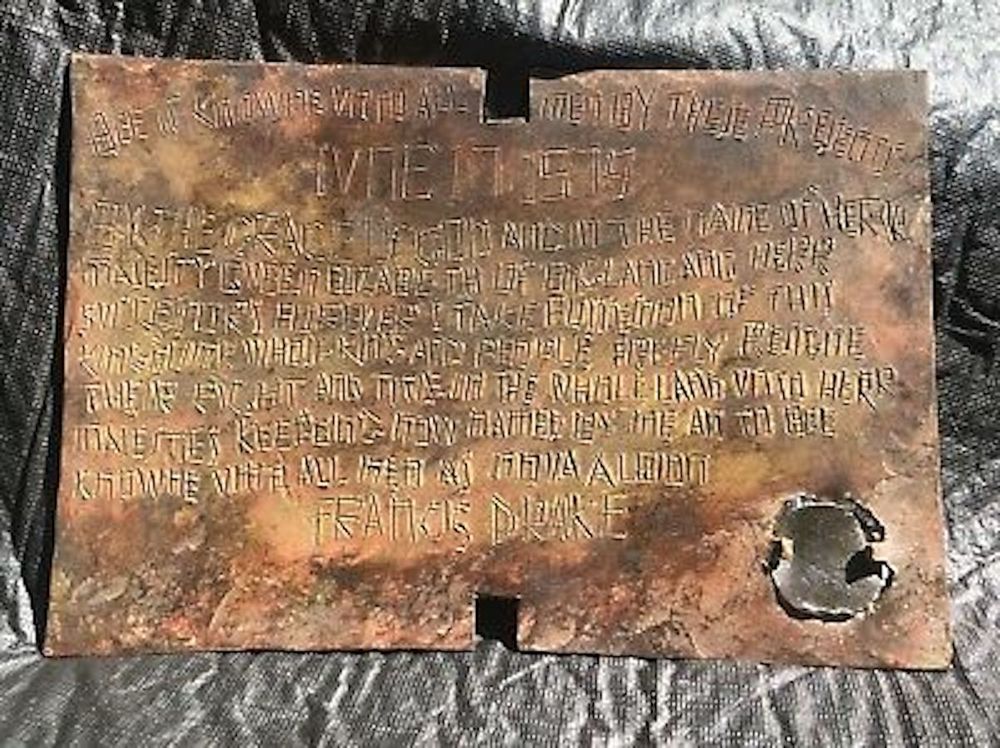 BEE IT KNOWNE VNTO ALL MEN BY THESE PRESENTS
IVNE 17 1579
BY THE GRACE OF GOD AND IN THE NAME OF HERR
MAIESTY QVEEN ELIZABETH OF ENGLAND AND HERR
SVCCESSORS FOREVER I TAKE POSSESSION OF THIS
KINGDOME WHOSE KING AND PEOPLE FREELY RESIGNE
THEIR RIGHT AND TITLE IN THE WHOLE LAND VNTO HERR
MAIESTIES KEEPEING NOW NAMED BY ME AN TO BEE
KNOWNE VNTO ALL MEN AS NOVA ALBION
FRANCIS DRAKE